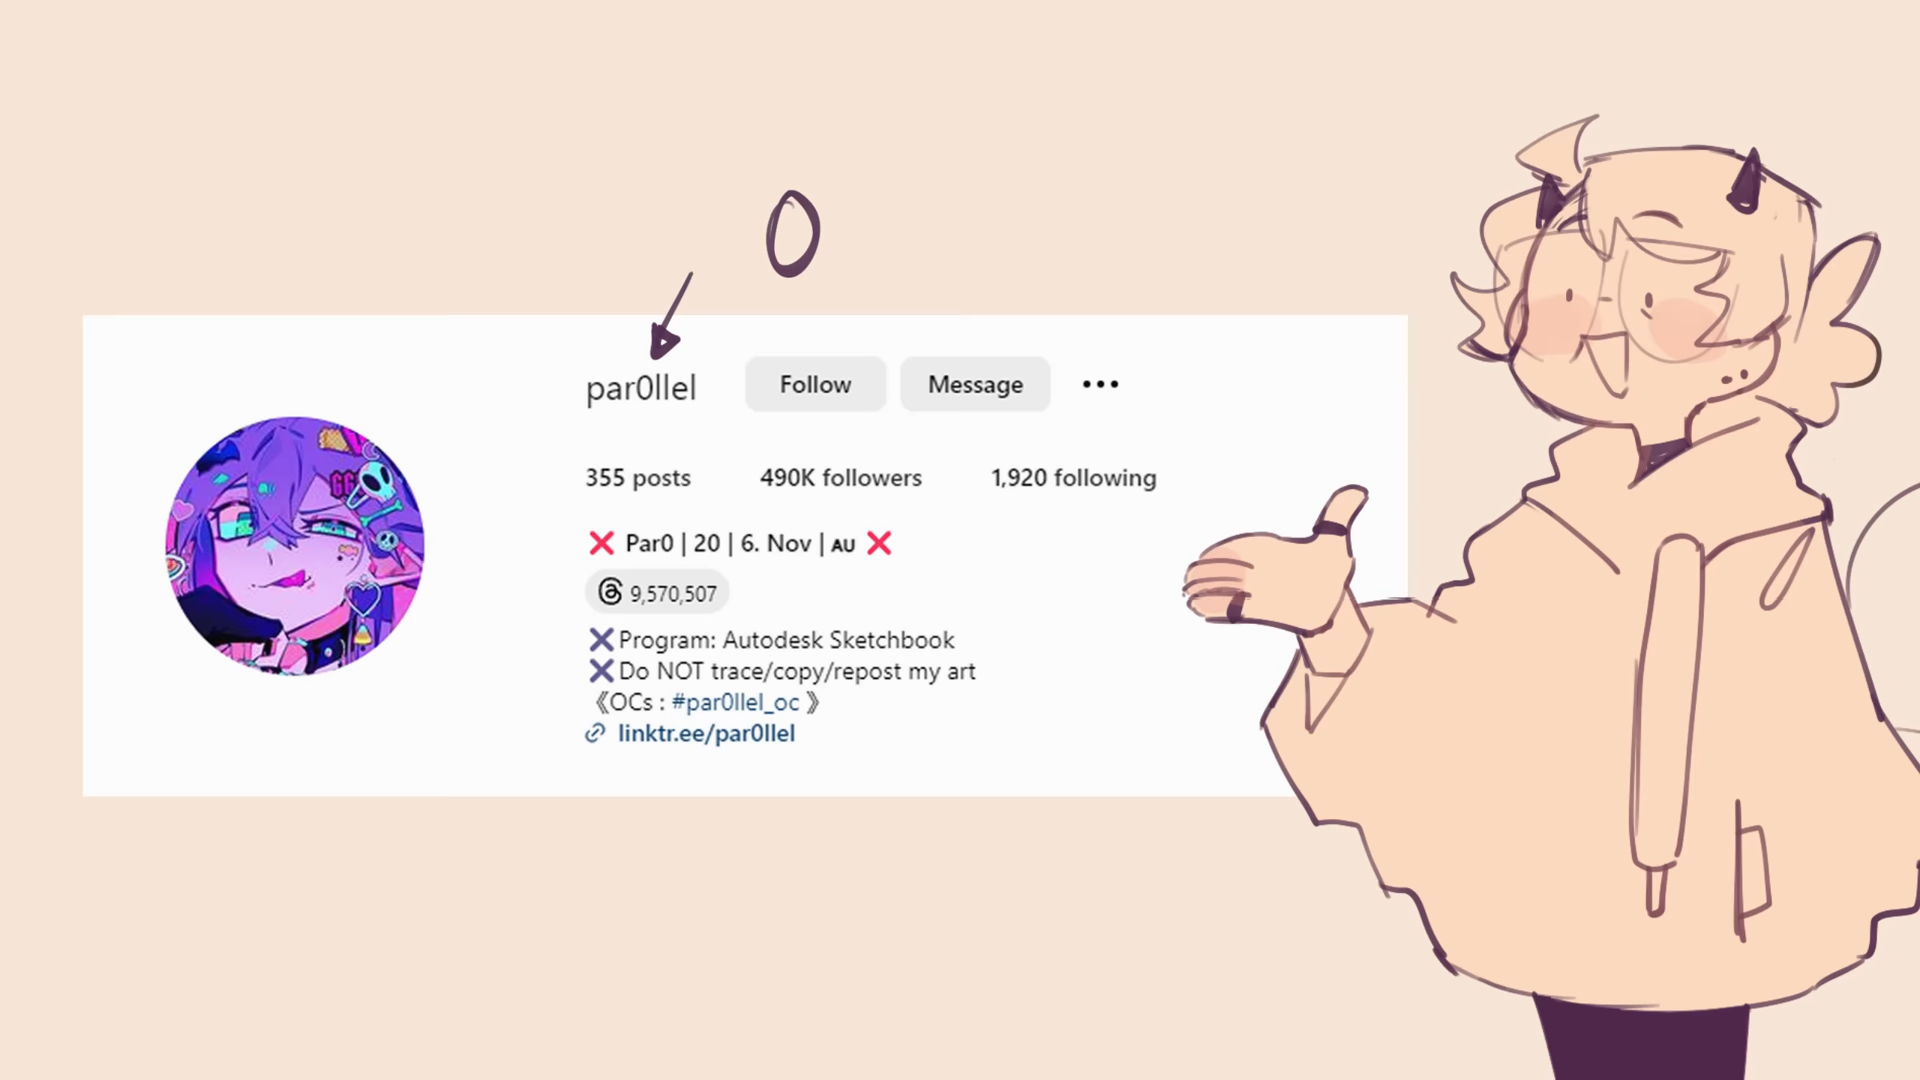 0
par0llel Follow Message •••
355 posts 490K followers 1,920 following
❌ Par0 | 20 | 6. Nov | ᴀᴜ ❌
9,570,507
✖Program: Autodesk Sketchbook
✖Do NOT trace/copy/repost my art
《OCs : #par0llel_oc 》
linktr.ee/par0llel